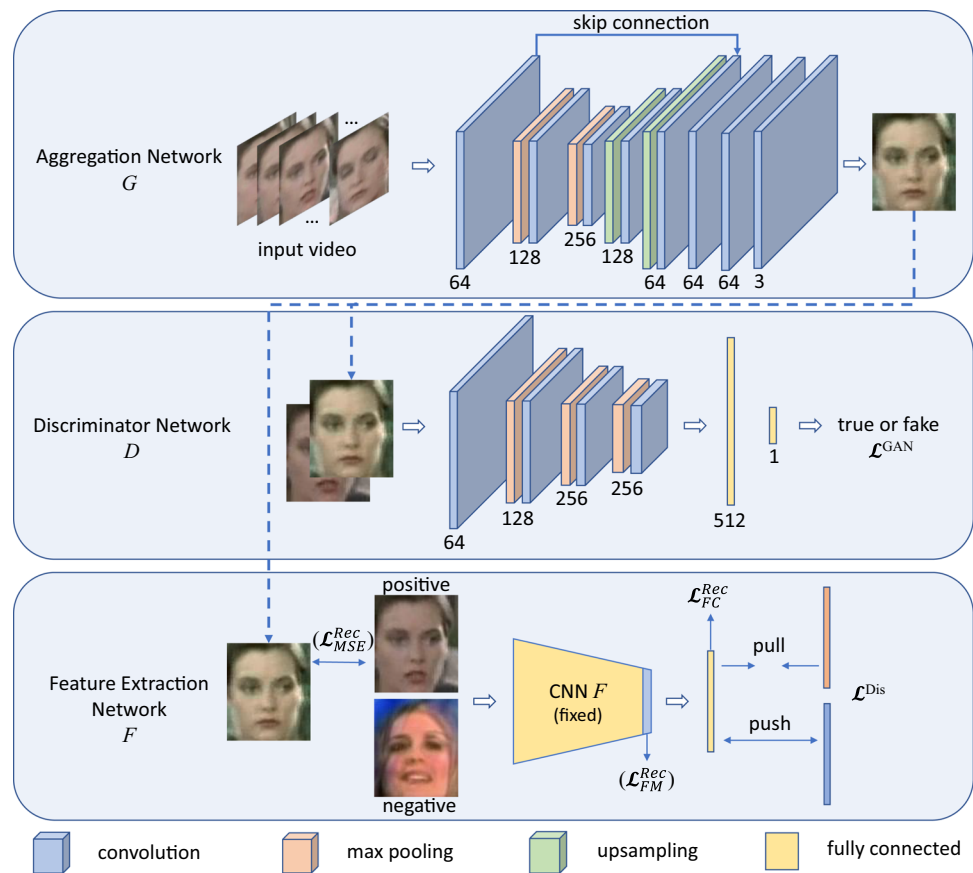 skip connection
...
Aggregation Network
G
...
input video
64
128
256
128
64
64
64
3
Discriminator Network
D
64
128
256
256
512
1
true or fake
𝓛^GAN
positive
(𝓛^Rec_MSE)
Feature Extraction
Network
F
negative
CNN F
(fixed)
(𝓛^Rec_FM)
𝓛^Rec_FC
pull
push
𝓛^Dis
convolution
max pooling
upsampling
fully connected